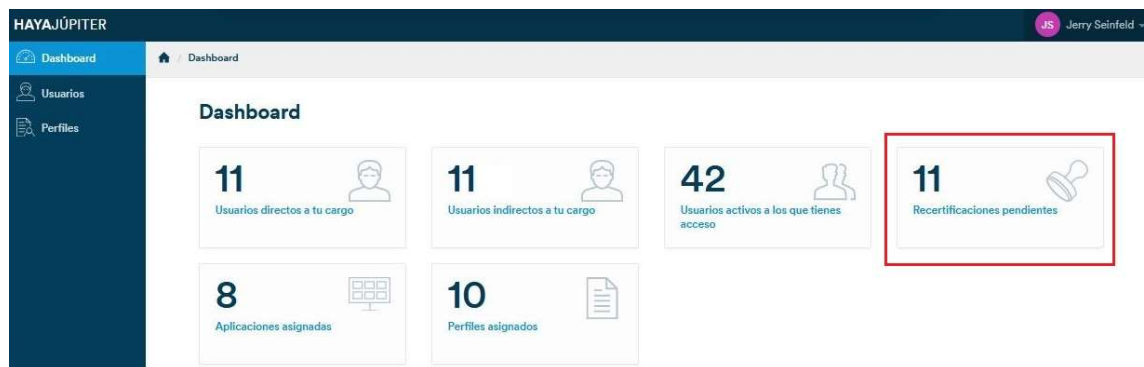 HAYAJÚPITER
JS Jerry Seinfeld
Dashboard
/ Dashboard
Usuarios
Perfiles
Dashboard
11
Usuarios directos a tu cargo
11
Usuarios indirectos a tu cargo
42
Usuarios activos a los que tienes
acceso
11
Recertificaciones pendientes
8
Aplicaciones asignadas
10
Perfiles asignados